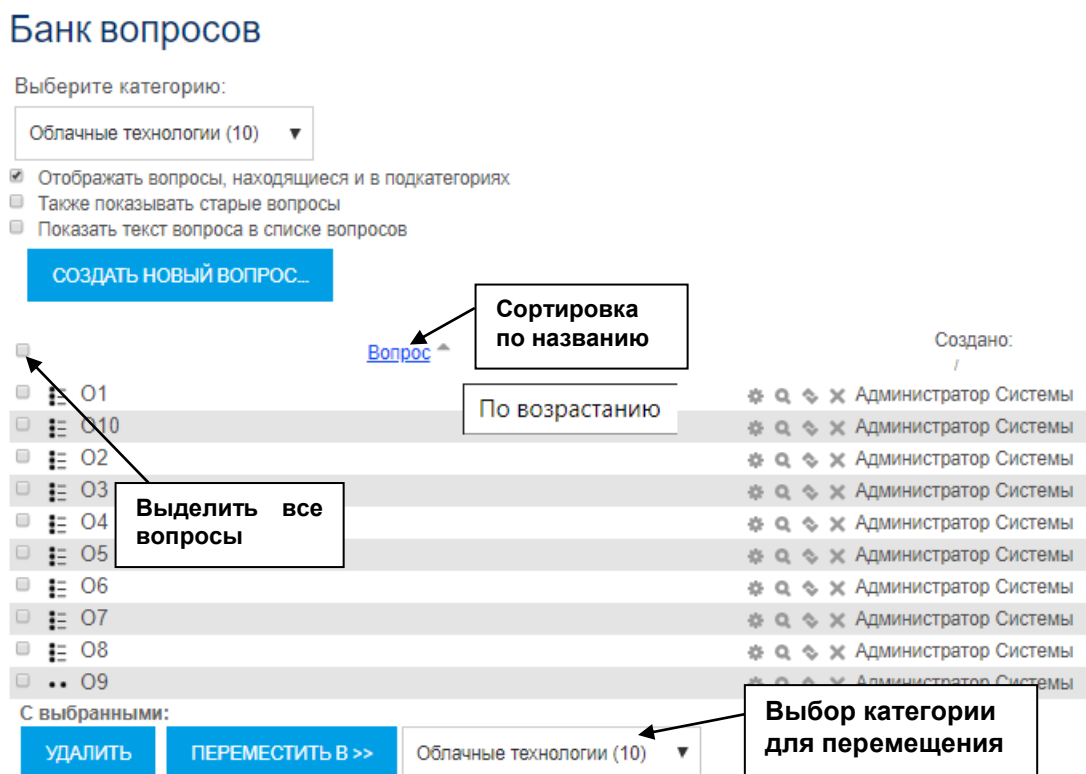 Банк вопросов
Выберите категорию:
Облачные технологии (10)
Отображать вопросы, находящиеся и в подкатегориях
Также показывать старые вопросы
Показать текст вопроса в списке вопросов
СОЗДАТЬ НОВЫЙ ВОПРОС...
Сортировка
по названию
Вопрос
Создано:
/
О1 Администратор Системы
По возрастанию
О10 Администратор Системы
О2 Администратор Системы
О3 Администратор Системы
Выделить все
вопросы
О4 Администратор Системы
О5 Администратор Системы
О6 Администратор Системы
О7 Администратор Системы
О8 Администратор Системы
О9 Администратор Системы
С выбранными:
Выбор категории
для перемещения
УДАЛИТЬ ПЕРЕМЕСТИТЬ В >> Облачные технологии (10)